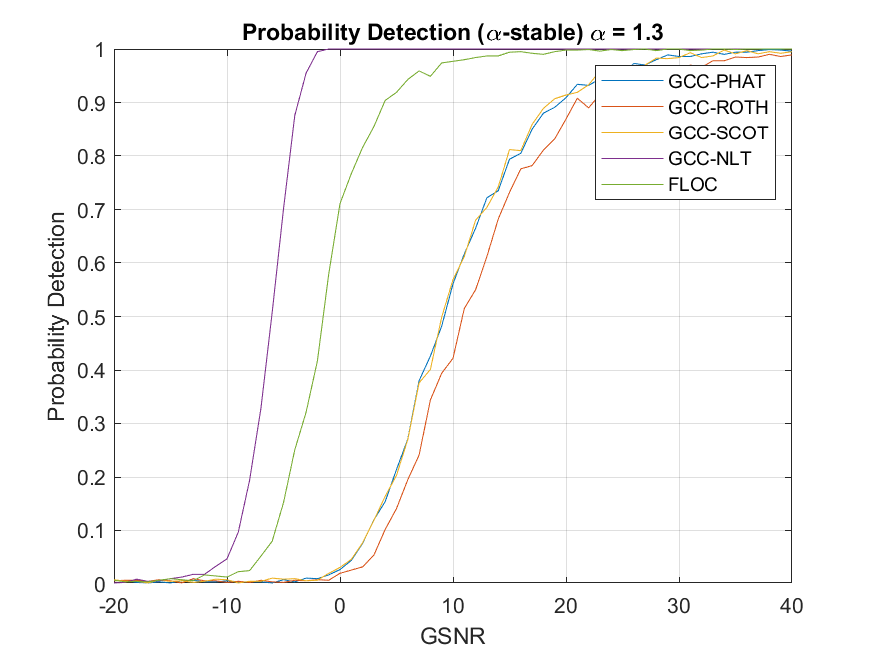 Probability Detection (α-stable) α = 1.3
1
0.9
0.8
0.7
0.6
0.5
0.4
0.3
0.2
0.1
0
Probability Detection
GCC-PHAT
GCC-ROTH
GCC-SCOT
GCC-NLT
FLOC
-20 -10 0 10 20 30 40
GSNR